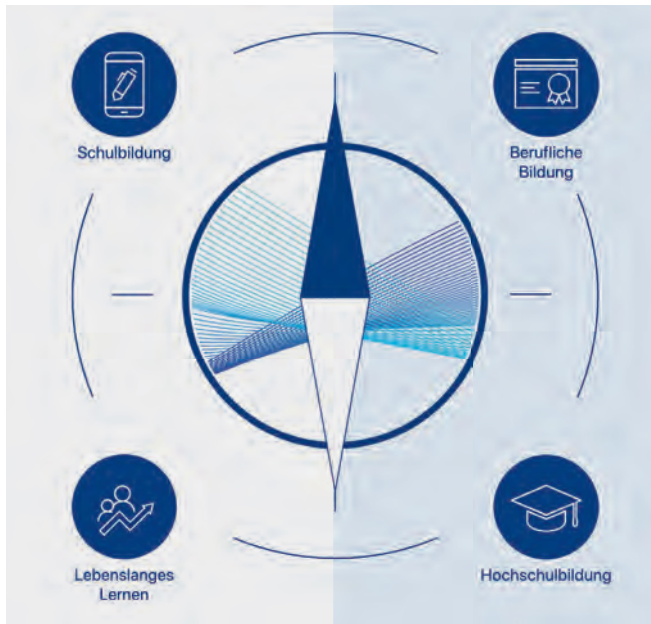 Schulbildung
Berufliche
Bildung
Lebenslanges
Lernen
Hochschulbildung